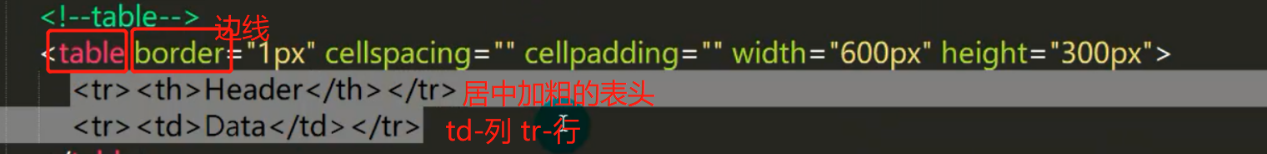 <!--table-->
边线
<table border="1px" cellspacing="" cellpadding="" width="600px" height="300px">
<tr><th>Header</th></tr> 居中加粗的表头
<tr><td>Data</td></tr> td-列 tr-行